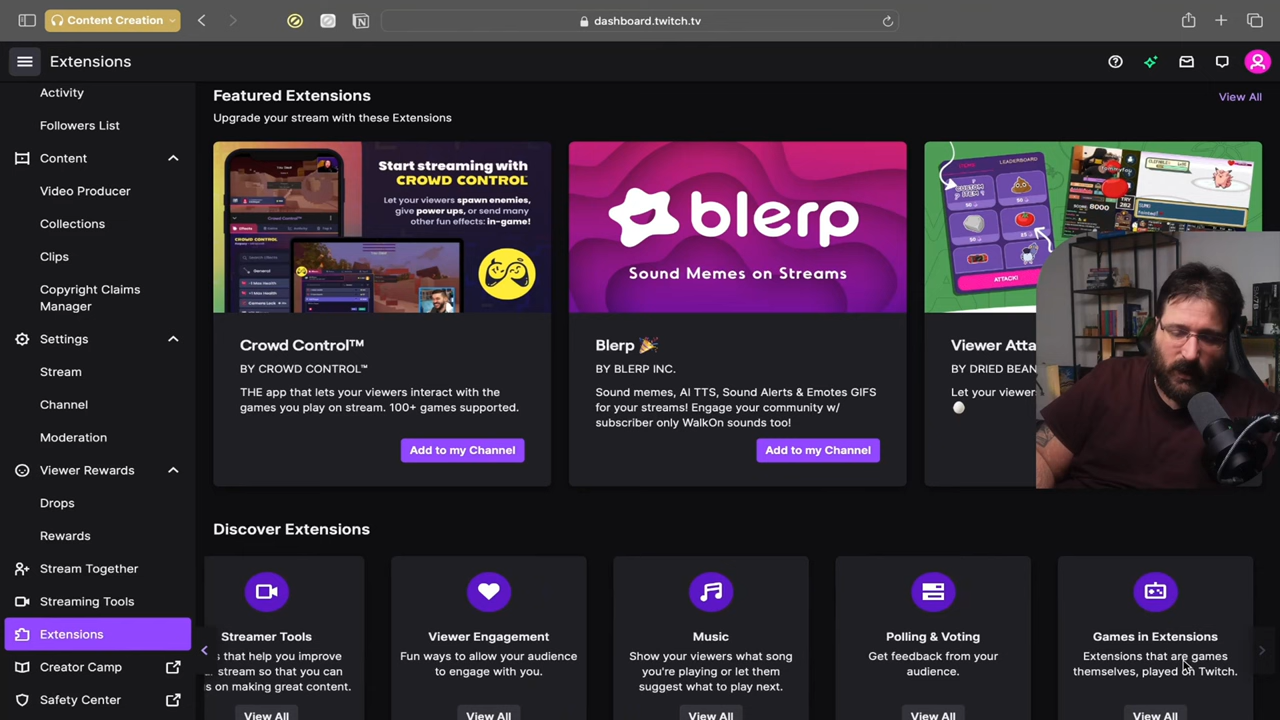 Content Creation
dashboard.twitch.tv
Extensions
Activity
Followers List
Content
Video Producer
Collections
Clips
Copyright Claims
Manager
Settings
Stream
Channel
Moderation
Viewer Rewards
Drops
Rewards
Stream Together
Streaming Tools
Extensions
Creator Camp
Safety Center
Featured Extensions
View All
Upgrade your stream with these Extensions
Start streaming with
CROWD CONTROL
Let your viewers spawn enemies,
give power ups, or send many
other fun effects: in-game!
Crowd Control™
BY CROWD CONTROL™
THE app that lets your viewers interact with the
games you play on stream. 100+ games supported.
Add to my Channel
blerp
Sound Memes on Streams
Blerp 🎉
BY BLERP INC.
Sound memes, AI TTS, Sound Alerts & Emotes GIFS
for your streams! Engage your community w/
subscriber only WalkOn sounds too!
Add to my Channel
LEADERBOARD
CUSTOM
ITEM
ATTACK!
Viewer Atta
BY DRIED BEAN
Let your viewer
Discover Extensions
Streamer Tools
s that help you improve
stream so that you can
s on making great content.
View All
Viewer Engagement
Fun ways to allow your audience
to engage with you.
View All
Music
Show your viewers what song
you're playing or let them
suggest what to play next.
View All
Polling & Voting
Get feedback from your
audience.
View All
Games in Extensions
Extensions that are games
themselves, played on Twitch.
View All